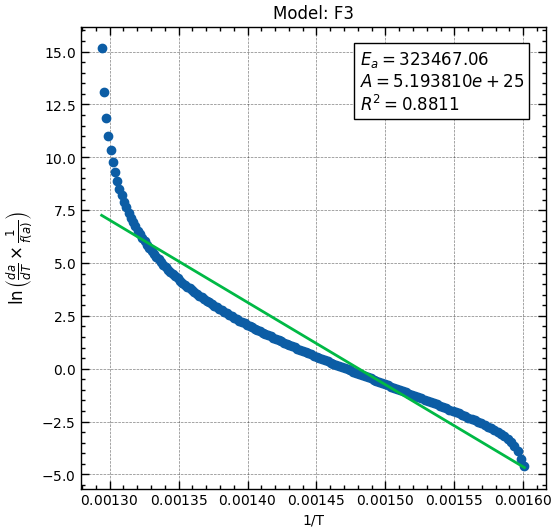 Model: F3
E_a = 323467.06
A = 5.193810e + 25
R² = 0.8811
ln(da/dT × 1/f(a))
15.0
12.5
10.0
7.5
5.0
2.5
0.0
−2.5
−5.0
0.00130 0.00135 0.00140 0.00145 0.00150 0.00155 0.00160
1/T